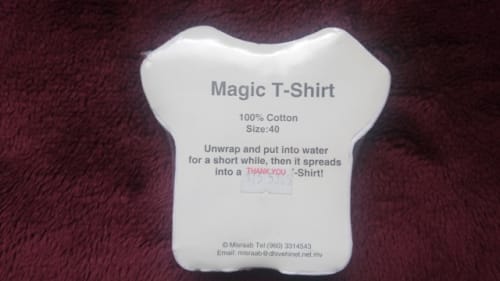 Magic T-Shirt
100% Cotton
Size:40
Unwrap and put into water
for a short while, then it spreads
into a THANK YOU T-Shirt!
© Misraab Tel (960) 3314543
Email: misraab@dhivehinet.net.mv